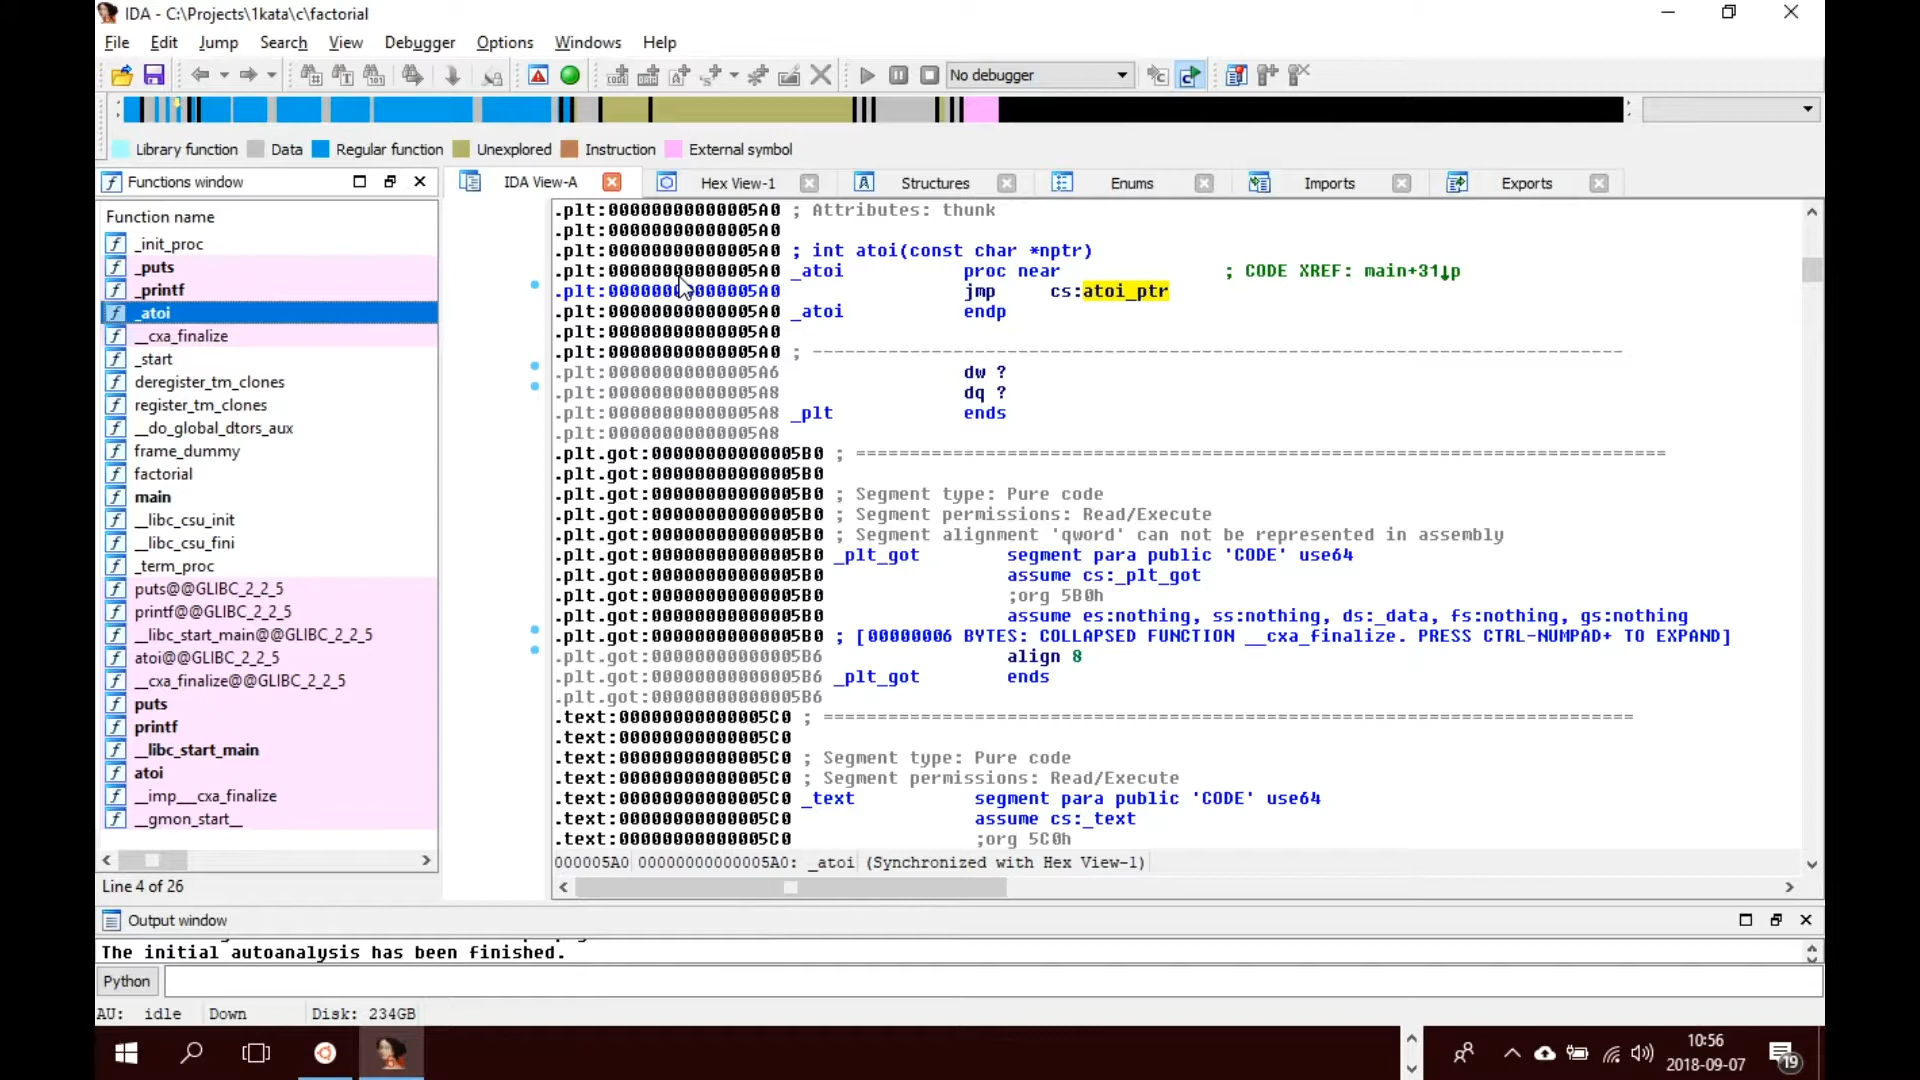 IDA - C:\Projects\1kata\c\factorial
File Edit Jump Search View Debugger Options Windows Help
No debugger
Library function Data Regular function Unexplored Instruction External symbol
Functions window
IDA View-A Hex View-1 Structures Enums Imports Exports
Function name
_init_proc
_puts
_printf
_atoi
__cxa_finalize
_start
deregister_tm_clones
register_tm_clones
__do_global_dtors_aux
frame_dummy
factorial
main
__libc_csu_init
__libc_csu_fini
_term_proc
puts@@GLIBC_2_2_5
printf@@GLIBC_2_2_5
__libc_start_main@@GLIBC_2_2_5
atoi@@GLIBC_2_2_5
__cxa_finalize@@GLIBC_2_2_5
puts
printf
__libc_start_main
atoi
__imp___cxa_finalize
__gmon_start__
Line 4 of 26
.plt:00000000000005A0 ; Attributes: thunk
.plt:00000000000005A0
.plt:00000000000005A0 ; int atoi(const char *nptr)
.plt:00000000000005A0 _atoi proc near ; CODE XREF: main+31↓p
.plt:00000000000005A0 jmp cs:atoi_ptr
.plt:00000000000005A0 _atoi endp
.plt:00000000000005A0
.plt:00000000000005A0 ; ---------------------------------------------------------------------------
.plt:00000000000005A6 dw ?
.plt:00000000000005A8 dq ?
.plt:00000000000005A8 _plt ends
.plt:00000000000005A8
.plt.got:00000000000005B0 ; ===========================================================================
.plt.got:00000000000005B0
.plt.got:00000000000005B0 ; Segment type: Pure code
.plt.got:00000000000005B0 ; Segment permissions: Read/Execute
.plt.got:00000000000005B0 ; Segment alignment 'qword' can not be represented in assembly
.plt.got:00000000000005B0 _plt_got segment para public 'CODE' use64
.plt.got:00000000000005B0 assume cs:_plt_got
.plt.got:00000000000005B0 ;org 5B0h
.plt.got:00000000000005B0 assume es:nothing, ss:nothing, ds:_data, fs:nothing, gs:nothing
.plt.got:00000000000005B0 ; [00000006 BYTES: COLLAPSED FUNCTION __cxa_finalize. PRESS CTRL-NUMPAD+ TO EXPAND]
.plt.got:00000000000005B6 align 8
.plt.got:00000000000005B6 _plt_got ends
.plt.got:00000000000005B6
.text:00000000000005C0 ; ===========================================================================
.text:00000000000005C0
.text:00000000000005C0 ; Segment type: Pure code
.text:00000000000005C0 ; Segment permissions: Read/Execute
.text:00000000000005C0 _text segment para public 'CODE' use64
.text:00000000000005C0 assume cs:_text
.text:00000000000005C0 ;org 5C0h
000005A0 00000000000005A0: _atoi (Synchronized with Hex View-1)
Output window
The initial autoanalysis has been finished.
Python
AU: idle Down Disk: 234GB
10:56
2018-09-07
19